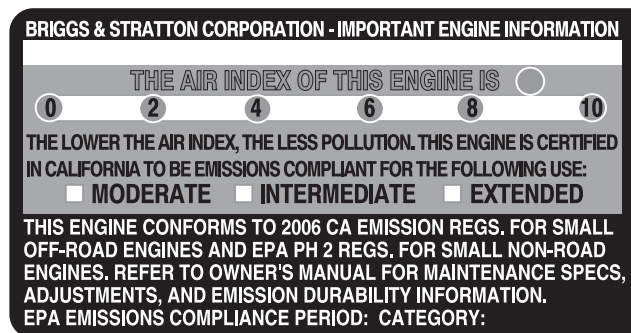 BRIGGS & STRATTON CORPORATION - IMPORTANT ENGINE INFORMATION
THE AIR INDEX OF THIS ENGINE IS
0 2 4 6 8 10
THE LOWER THE AIR INDEX, THE LESS POLLUTION. THIS ENGINE IS CERTIFIED
IN CALIFORNIA TO BE EMISSIONS COMPLIANT FOR THE FOLLOWING USE:
MODERATE INTERMEDIATE EXTENDED
THIS ENGINE CONFORMS TO 2006 CA EMISSION REGS. FOR SMALL
OFF-ROAD ENGINES AND EPA PH 2 REGS. FOR SMALL NON-ROAD
ENGINES. REFER TO OWNER'S MANUAL FOR MAINTENANCE SPECS,
ADJUSTMENTS, AND EMISSION DURABILITY INFORMATION.
EPA EMISSIONS COMPLIANCE PERIOD: CATEGORY: